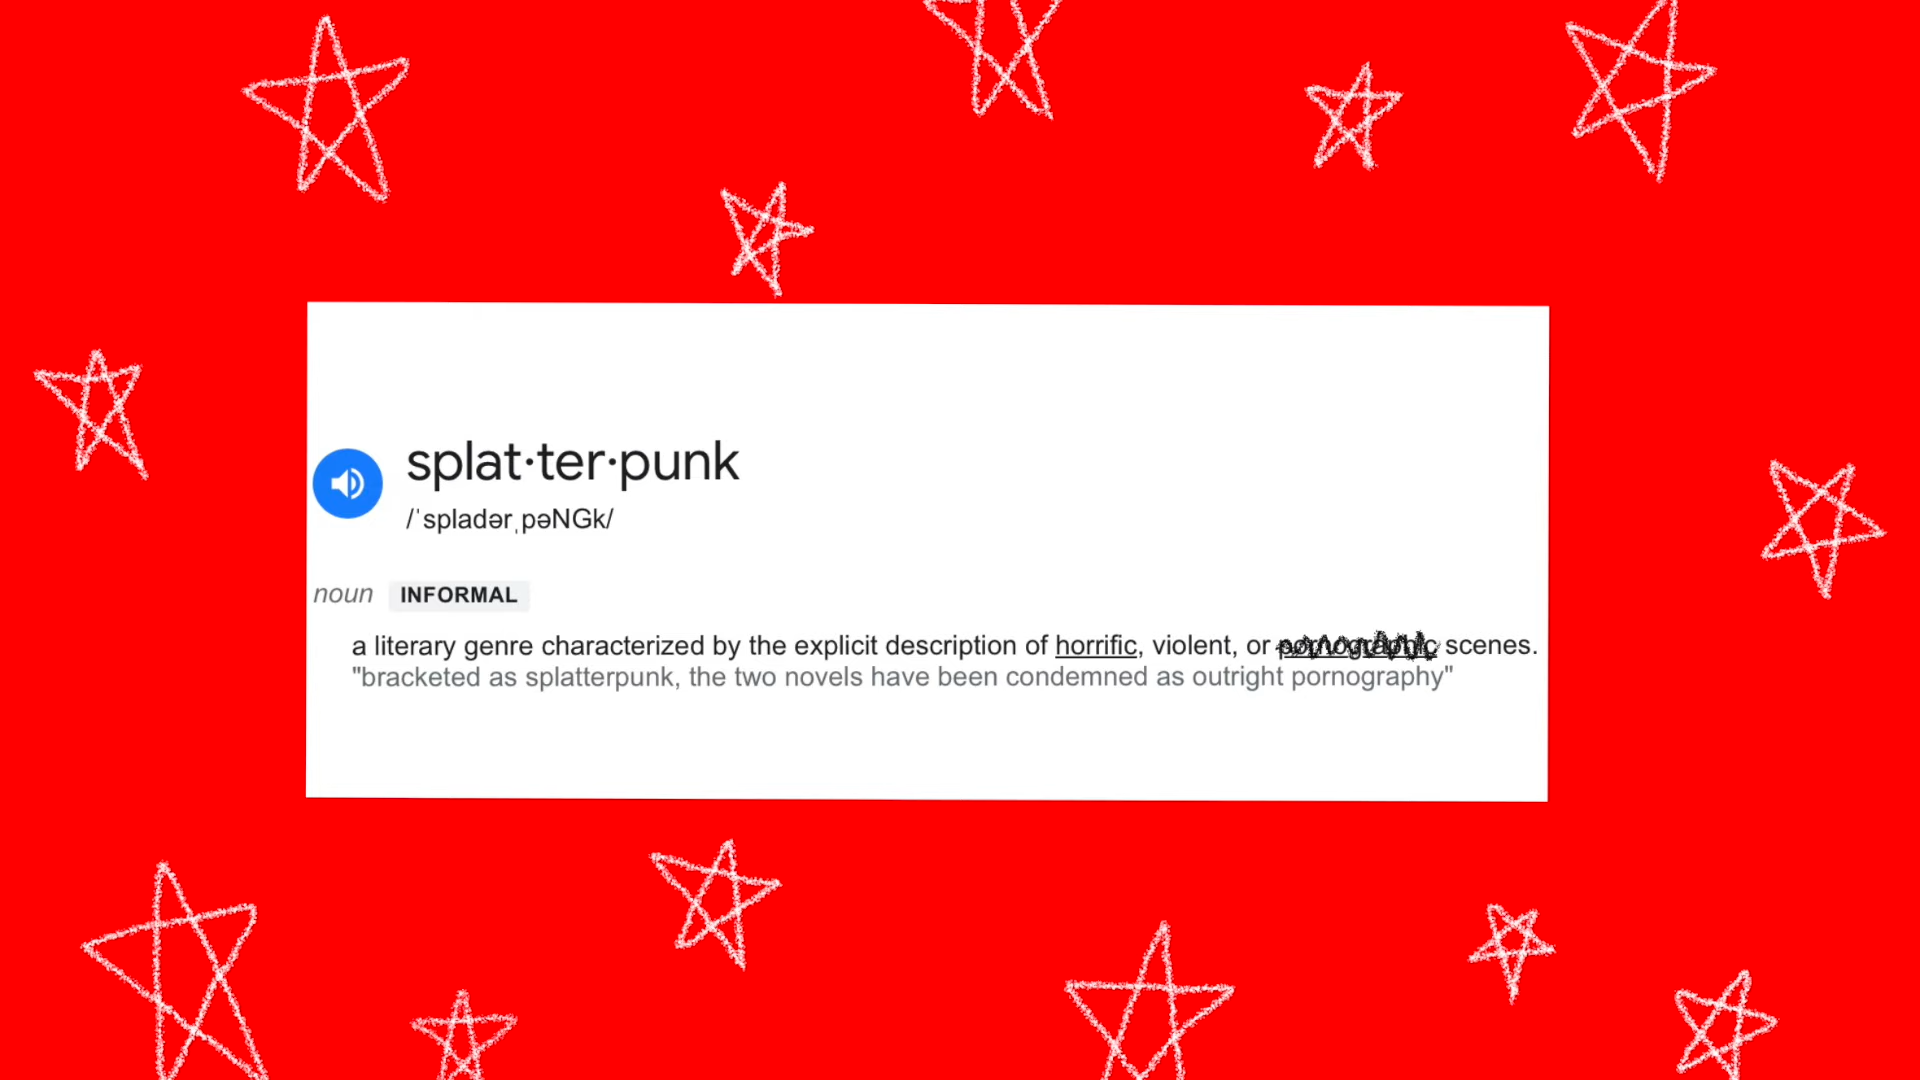 splat·ter·punk
/ˈspladərˌpəNGk/
noun INFORMAL
a literary genre characterized by the explicit description of horrific, violent, or pornographic scenes.
"bracketed as splatterpunk, the two novels have been condemned as outright pornography"